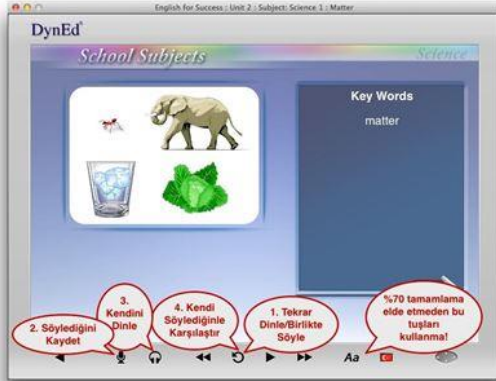 English for Success : Unit 2 : Subject: Science 1 : Matter
DynEd
School Subjects
Science
Key Words
matter
3.
Kendini
Dinle
4. Kendi
Söylediğinle
Karşılaştır
1. Tekrar
Dinle/Birlikte
Söyle
%70 tamamlama
elde etmeden bu
tuşları
kullanma!
2. Söylediğini
Kaydet
Aa